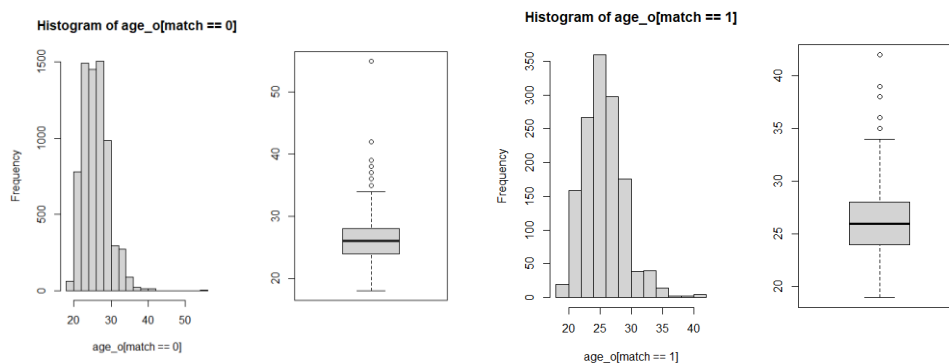 Histogram of age_o[match == 0]
Frequency
0 500 1000 1500
20 30 40 50
age_o[match == 0]
20 30 40 50
Histogram of age_o[match == 1]
Frequency
0 50 100 150 200 250 300 350
20 25 30 35 40
age_o[match == 1]
20 25 30 35 40